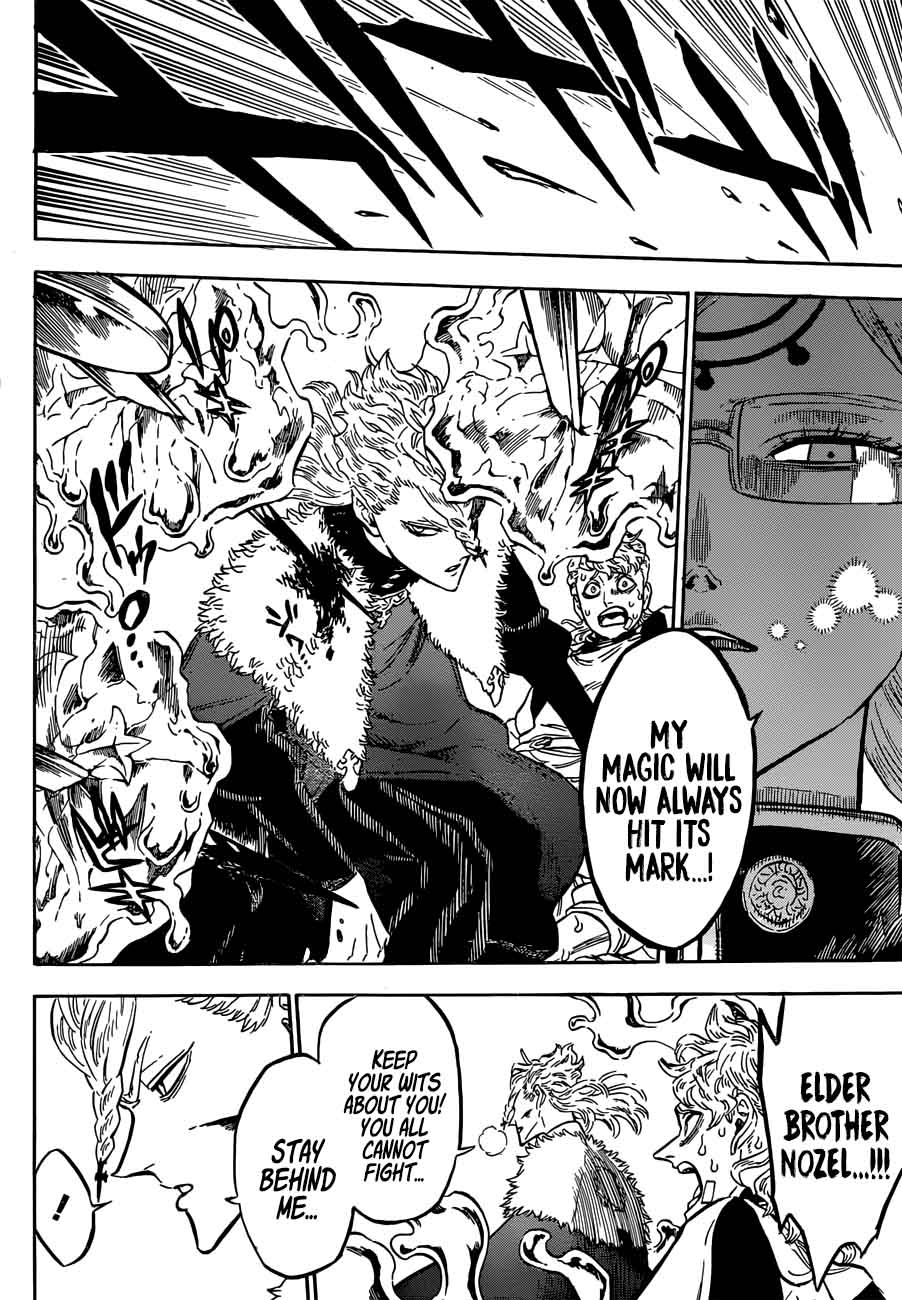 MY
MAGIC WILL
NOW ALWAYS
HIT ITS
MARK...!
ELDER
BROTHER
NOZEL...!!!
KEEP
YOUR WITS
ABOUT YOU!
YOU ALL
CANNOT
FIGHT...
STAY
BEHIND
ME...
!